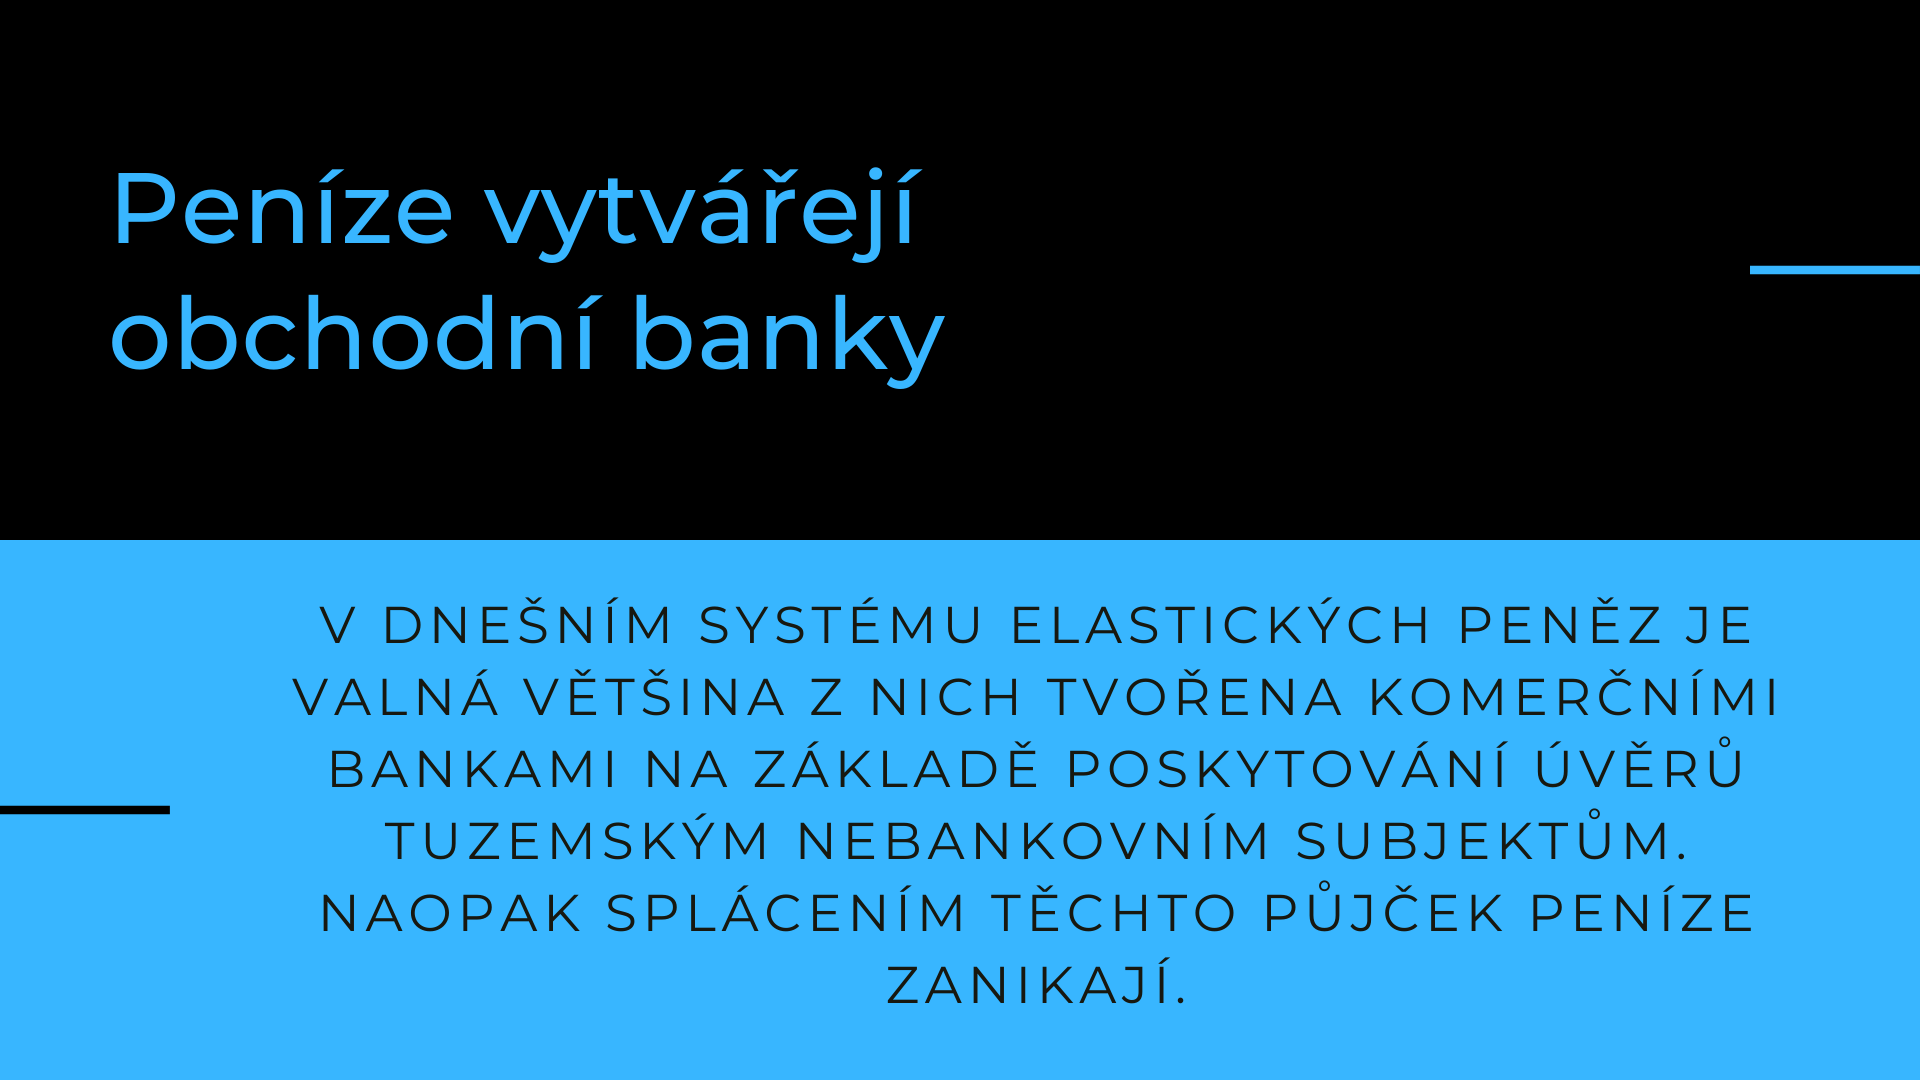 Peníze vytvářejí
obchodní banky
V DNEŠNÍM SYSTÉMU ELASTICKÝCH PENĚZ JE
VALNÁ VĚTŠINA Z NICH TVOŘENA KOMERČNÍMI
BANKAMI NA ZÁKLADĚ POSKYTOVÁNÍ ÚVĚRŮ
TUZEMSKÝM NEBANKOVNÍM SUBJEKTŮM.
NAOPAK SPLÁCENÍM TĚCHTO PŮJČEK PENÍZE
ZANIKAJÍ.